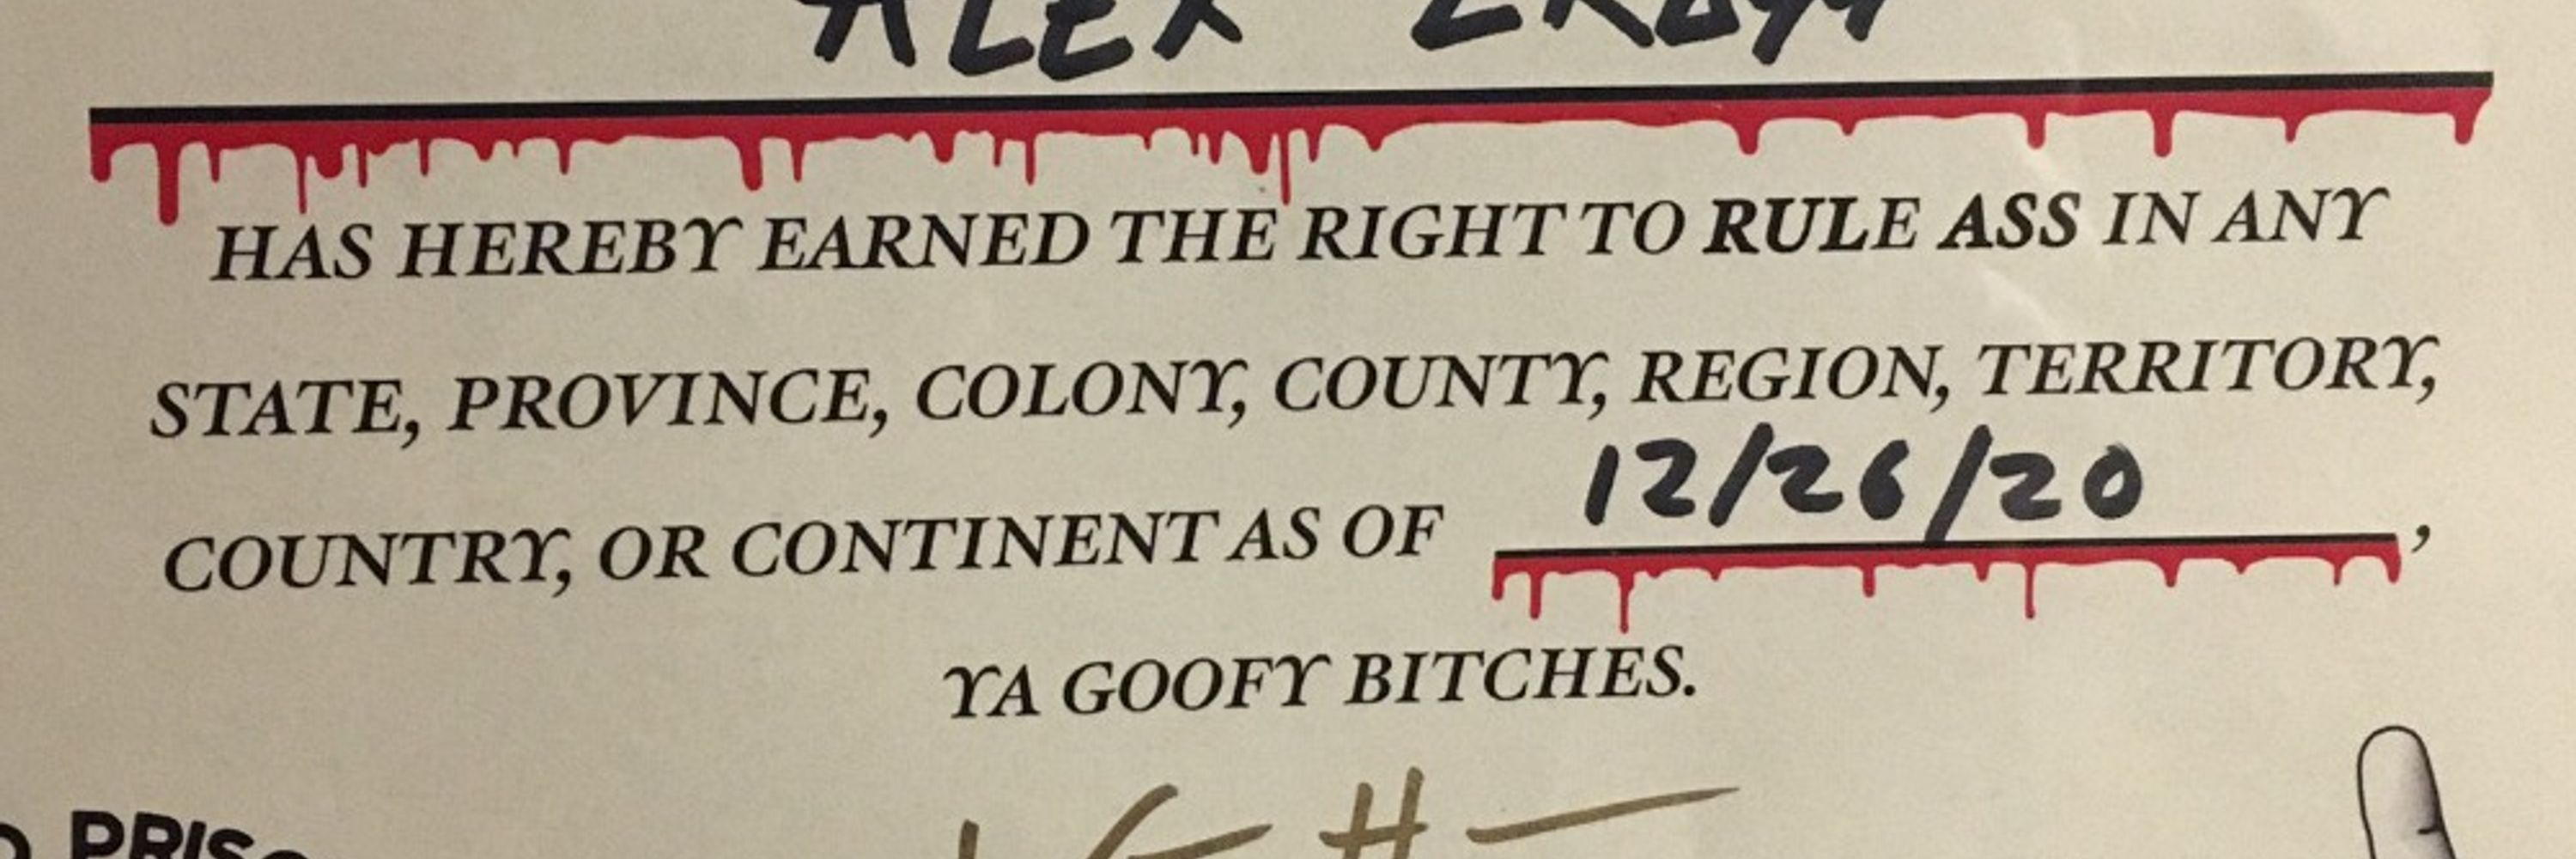 ALEX
HAS HEREBY EARNED THE RIGHT TO RULE ASS IN ANY
STATE, PROVINCE, COLONY, COUNTY, REGION, TERRITORY,
COUNTRY, OR CONTINENT AS OF 12/26/20,
YA GOOFY BITCHES.